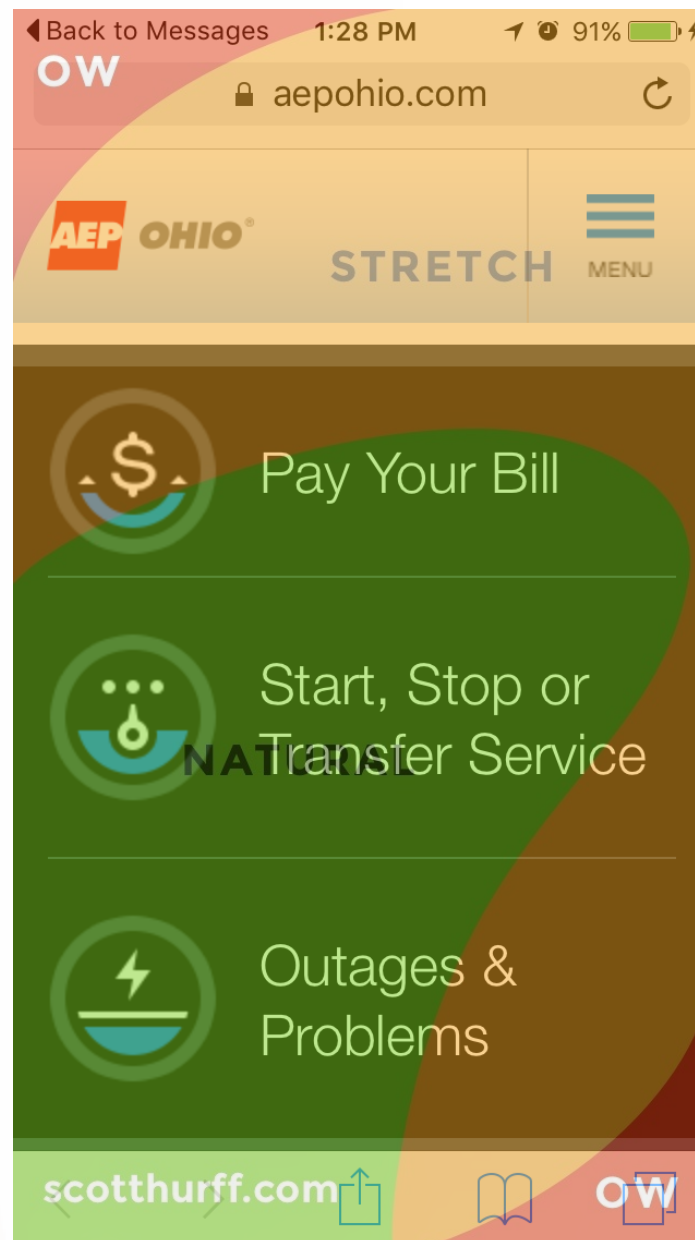 Back to Messages 1:28 PM 91%
OW
aepohio.com
AEP OHIO®
STRETCH
MENU
Pay Your Bill
Start, Stop or
Transfer Service
NATURAL
Outages &
Problems
scotthurff.com
OW